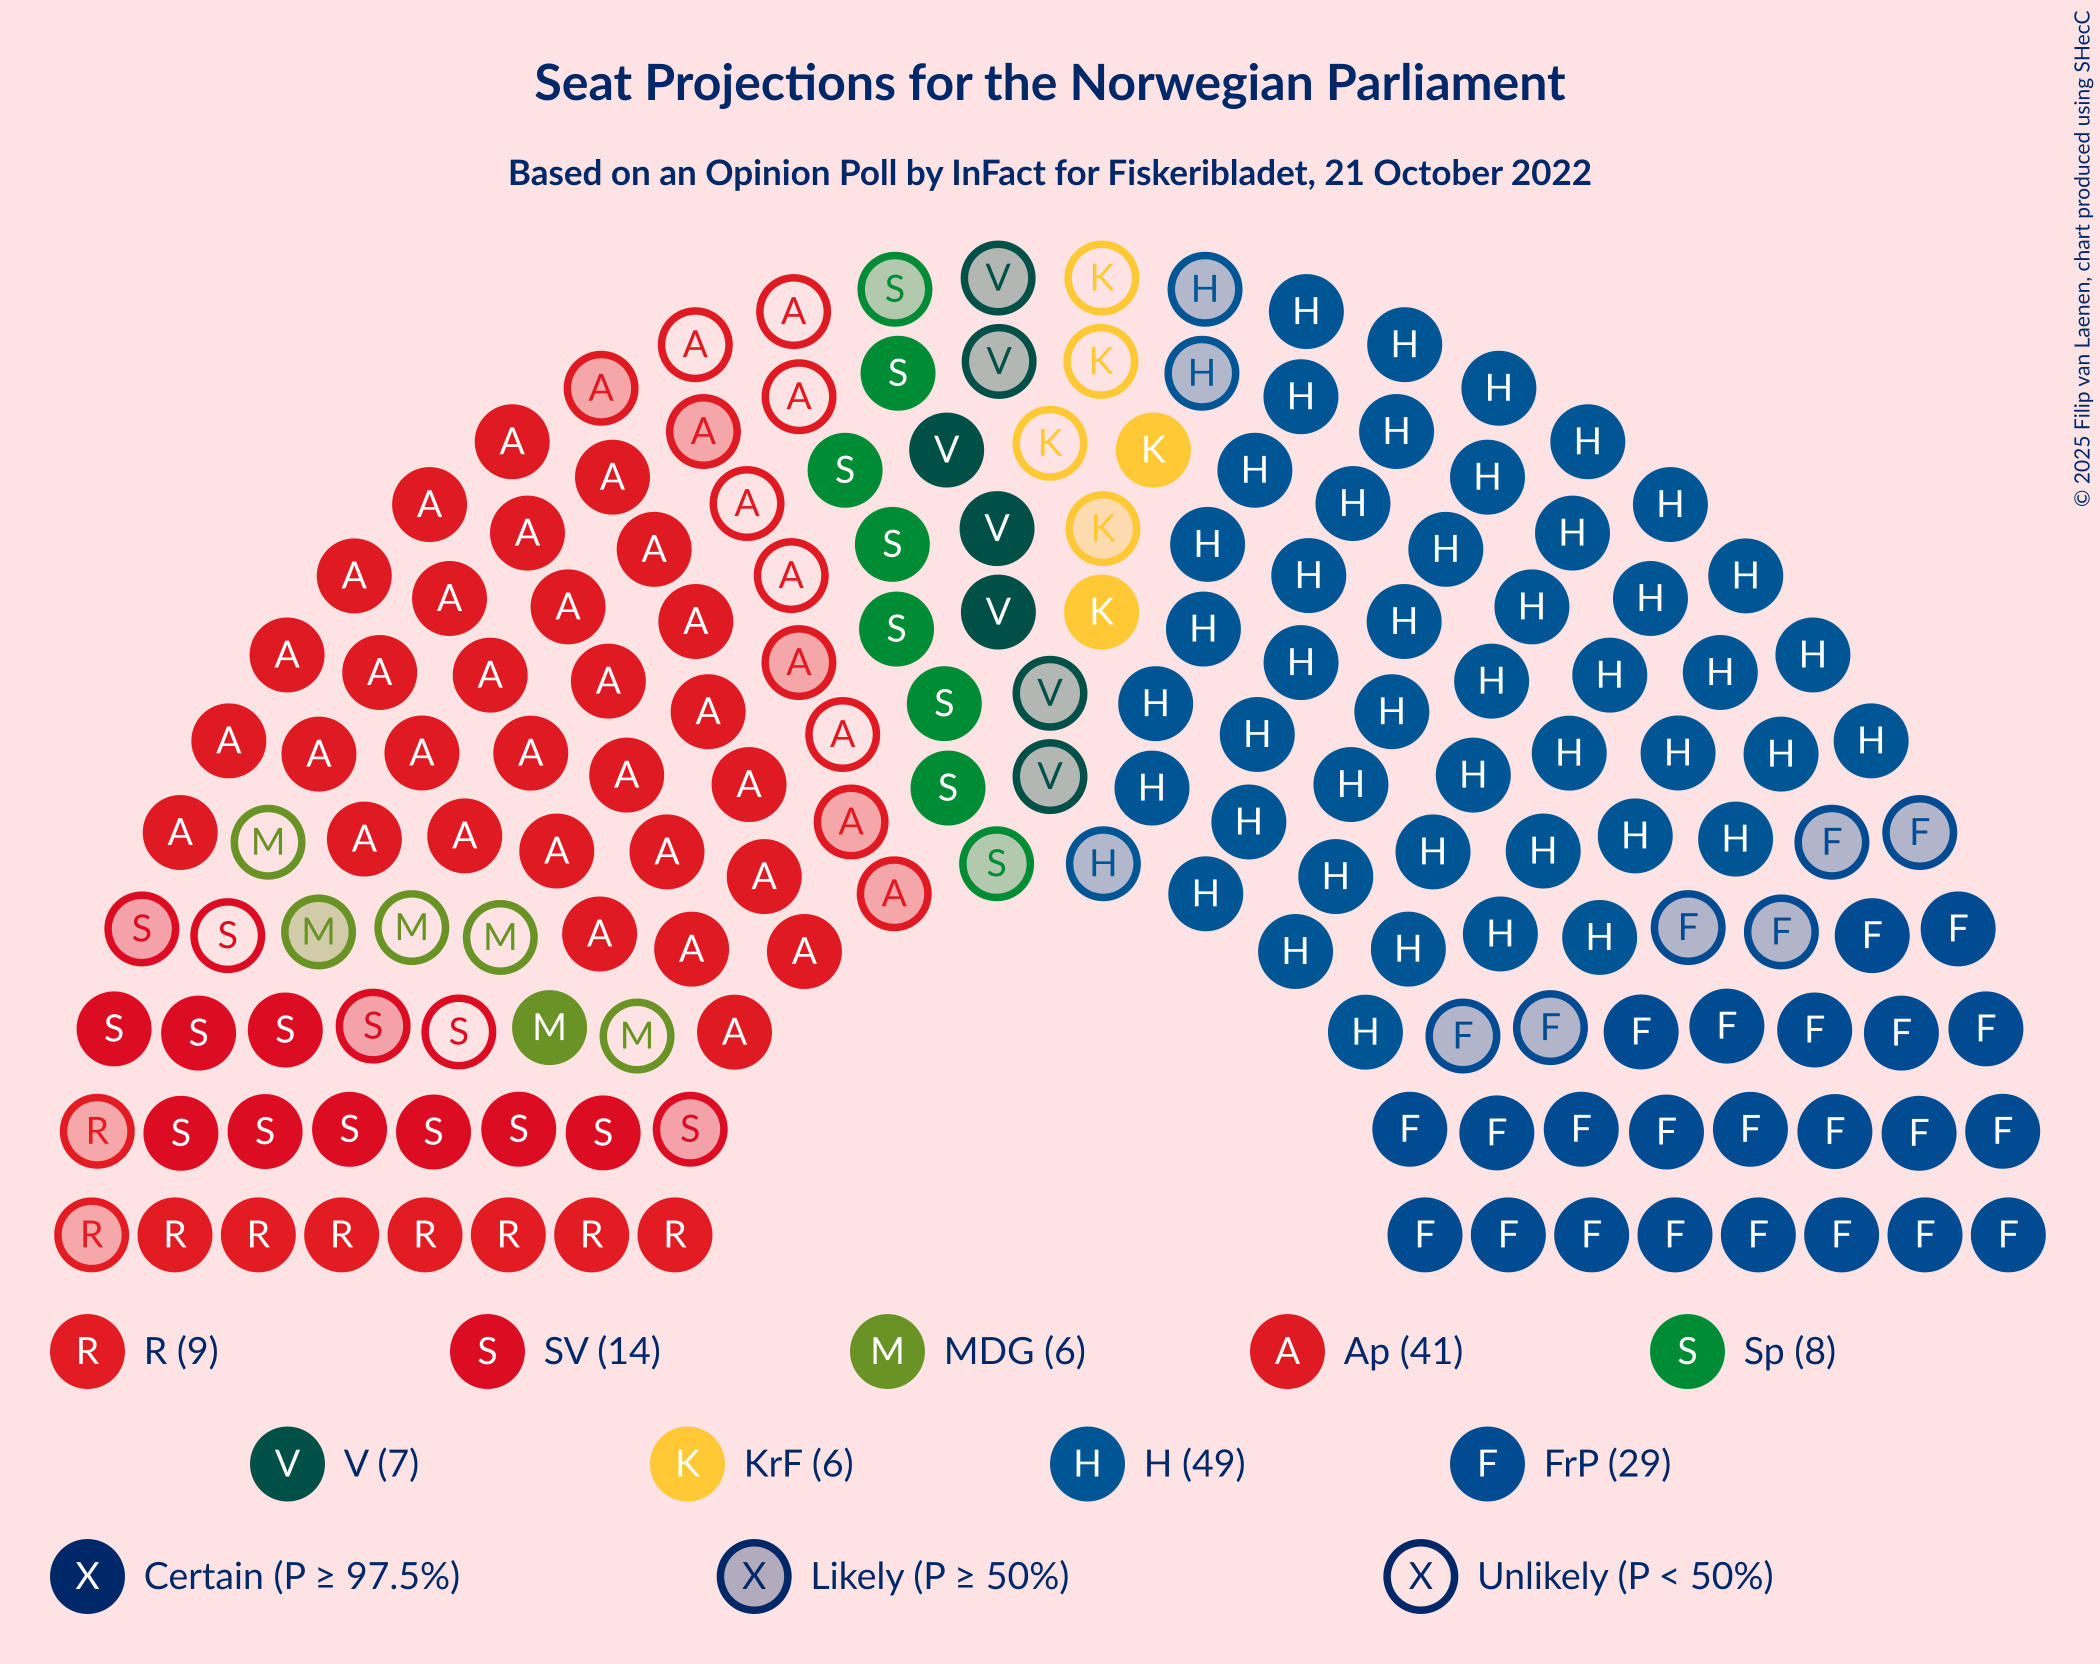 Seat Projections for the Norwegian Parliament
Based on an Opinion Poll by InFact for Fiskeribladet, 21 October 2022
© 2025 Filip van Laenen, chart produced using SHecC
S V K H
A H
A H
A V K H
S H
A H
A A H
A V K K H
S H
A A H
A A H
A S V K H
A A H
A A H
A A S V K H
A A H
A A A S V H
A A A A H
A A A A A S V H
M A A A A A A S H F F
S S M M M A A A H H H H F F F F
S S S S S M M A H F F F F F F F
R S S S S S S S F F F F F F F F
R R R R R R R R F F F F F F F F
R R (9) S SV (14) M MDG (6) A Ap (41) S Sp (8)
V V (7) K KrF (6) H H (49) F FrP (29)
X Certain (P ≥ 97.5%) X Likely (P ≥ 50%) X Unlikely (P < 50%)